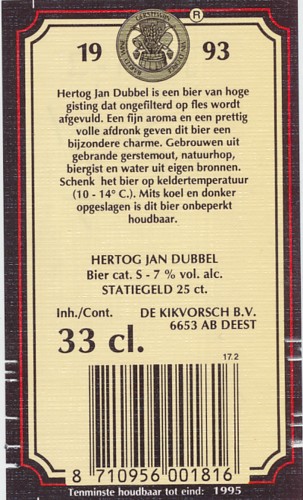 ®
19 93
Hertog Jan Dubbel is een bier van hoge
gisting dat ongefilterd op fles wordt
afgevuld. Een fijn aroma en een prettig
volle afdronk geven dit bier een
bijzondere charme. Gebrouwen uit
gebrande gerstemout, natuurhop,
biergist en water uit eigen bronnen.
Schenk het bier op keldertemperatuur
(10 - 14° C.). Mits koel en donker
opgeslagen is dit bier onbeperkt
houdbaar.
HERTOG JAN DUBBEL
Bier cat. S - 7 % vol. alc.
STATIEGELD 25 ct.
Inh./Cont. DE KIKVORSCH B.V.
6653 AB DEEST
33 cl.
17.2
8 710956 001816
Tenminste houdbaar tot eind: 1995